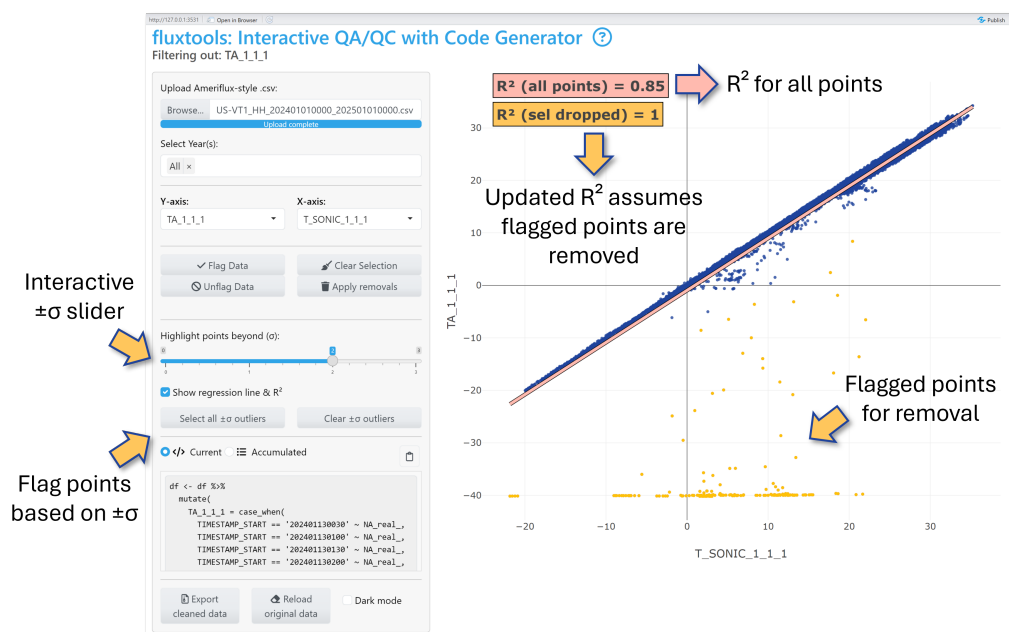 http://127.0.0.1:3531 Open in Browser Publish
fluxtools: Interactive QA/QC with Code Generator ?
Filtering out: TA_1_1_1
Upload Ameriflux-style .csv:
Browse... US-VT1_HH_202401010000_202501010000.csv
Upload complete
Select Year(s):
All ×
Y-axis: X-axis:
TA_1_1_1 T_SONIC_1_1_1
Flag Data Clear Selection
Unflag Data Apply removals
Highlight points beyond (σ):
0 2 3
0 1 2 3
Show regression line & R²
Select all ±σ outliers Clear ±σ outliers
</> Current Accumulated
df <- df %>%
mutate(
TA_1_1_1 = case_when(
TIMESTAMP_START == '202401130030' ~ NA_real_,
TIMESTAMP_START == '202401130100' ~ NA_real_,
TIMESTAMP_START == '202401130130' ~ NA_real_,
TIMESTAMP_START == '202401130200' ~ NA_real_,
Export
cleaned data
Reload
original data
Dark mode
Interactive
±σ slider
Flag points
based on ±σ
R² (all points) = 0.85
R² for all points
R² (sel dropped) = 1
Updated R² assumes
flagged points are
removed
Flagged points
for removal
TA_1_1_1
30
20
10
0
−10
−20
−30
−40
−20 −10 0 10 20 30
T_SONIC_1_1_1